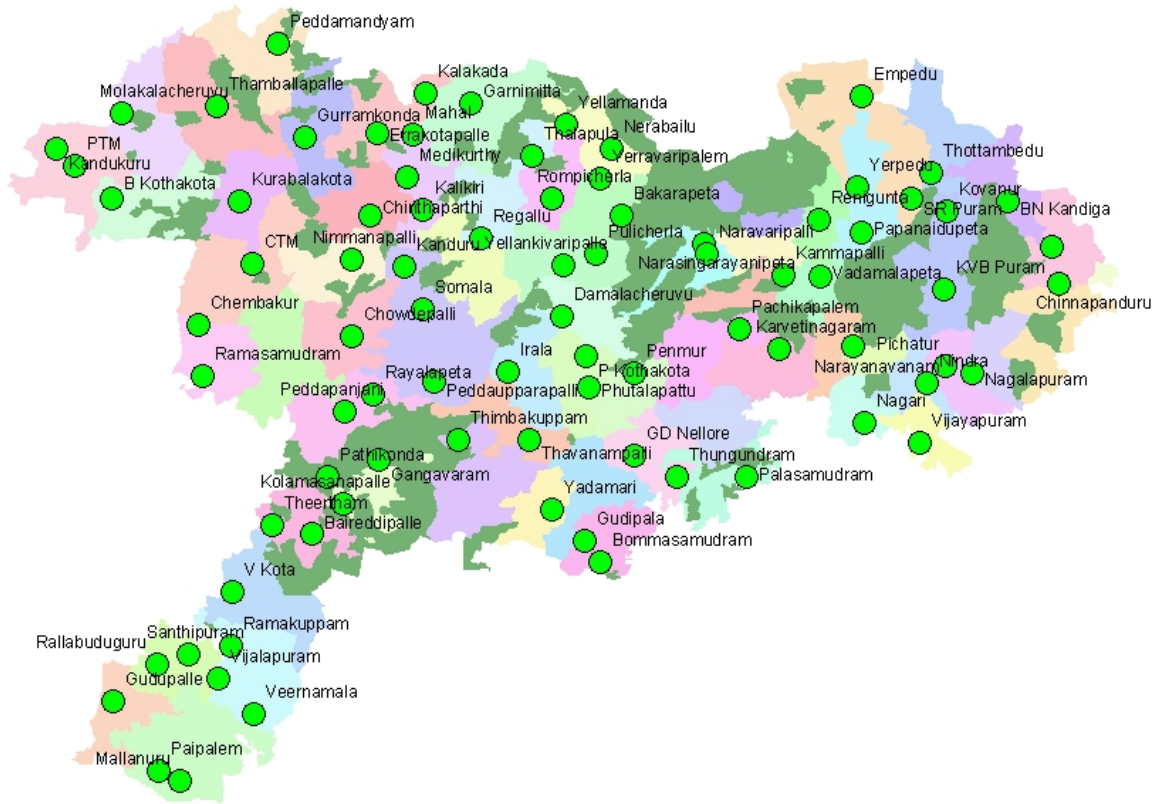 Peddamandyam
Empedu
Kalakada
Thamballapalle
Molakalacheruvu
Garnimitta
Yellamanda
Mahal
Gurramkonda
Nerabailu
Errakotapalle
Thalapula
PTM
Medikurthy
Yerravaripalem
Thottambedu
Kandukuru
Yerpedu
B Kothakota
Kurabalakota
Kalikiri
Rompicherla
Bakarapeta
Renigunta
Kovanur
Chirithaparthi
Regallu
SR Puram
BN Kandiga
CTM
Nimmanapalli
Kanduru
Yellankivaripalle
Pulicherla
Naravaripalli
Papanaidupeta
Kammapalli
Narasingarayanipeta
Vadamalapeta
KVB Puram
Somala
Damalacheruvu
Chembakur
Chowdepalli
Pachikapalem
Chinnapanduru
Karvetinagaram
Ramasamudram
Irala
Penmur
Pichatur
Rayalapeta
P Kothakota
Narayanavanam
Nindra
Peddapanjani
Peddaupparapalli
Phutalapattu
Nagalapuram
Nagari
Thimbakuppam
Vijayapuram
GD Nellore
Pathikonda
Thavanampalli
Thungundram
Kolamasanapalle
Gangavaram
Palasamudram
Theertham
Yadamari
Baireddipalle
Gudipala
Bommasamudram
V Kota
Ramakuppam
Santhipuram
Rallabuduguru
Vijalapuram
Gudupalle
Veernamala
Paipalem
Mallanuru